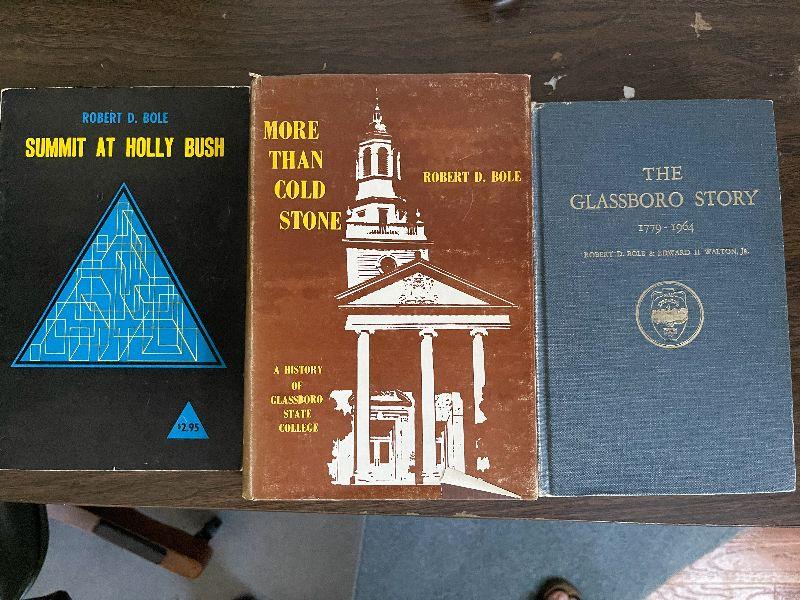 ROBERT D. BOLE
SUMMIT AT HOLLY BUSH
$2.95
MORE
THAN
COLD
STONE
ROBERT D. BOLE
A HISTORY
OF
GLASSBORO
STATE
COLLEGE
THE
GLASSBORO STORY
1779-1964
ROBERT D. BOLE & EDWARD H. WALTON, JR.